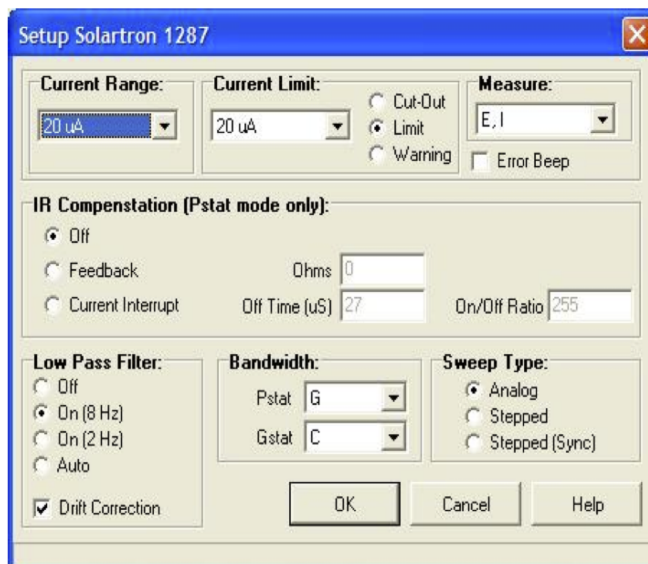 Setup Solartron 1287
Current Range:
20 uA
Current Limit:
20 uA
Cut-Out
Limit
Warning
Measure:
E, I
Error Beep
IR Compenstation (Pstat mode only):
Off
Feedback
Ohms 0
Current Interrupt
Off Time (uS) 27
On/Off Ratio 255
Low Pass Filter:
Off
On (8 Hz)
On (2 Hz)
Auto
Drift Correction
Bandwidth:
Pstat G
Gstat C
Sweep Type:
Analog
Stepped
Stepped (Sync)
OK
Cancel
Help